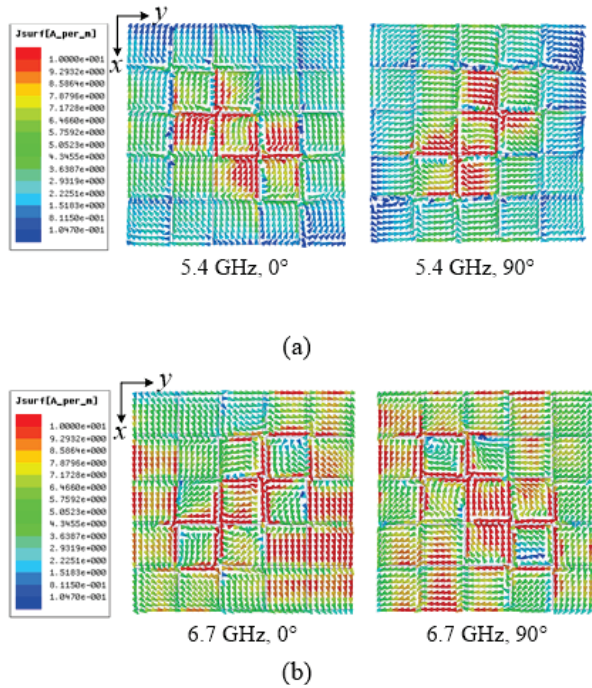 Jsurf[A_per_m]
1.0000e+001
9.2932e+000
8.5864e+000
7.8796e+000
7.1728e+000
6.4660e+000
5.7592e+000
5.0523e+000
4.3455e+000
3.6387e+000
2.9319e+000
2.2251e+000
1.5183e+000
8.1150e-001
1.0470e-001
y
x
5.4 GHz, 0°
5.4 GHz, 90°
(a)
Jsurf[A_per_m]
1.0000e+001
9.2932e+000
8.5864e+000
7.8796e+000
7.1728e+000
6.4660e+000
5.7592e+000
5.0523e+000
4.3455e+000
3.6387e+000
2.9319e+000
2.2251e+000
1.5183e+000
8.1150e-001
1.0470e-001
y
x
6.7 GHz, 0°
6.7 GHz, 90°
(b)